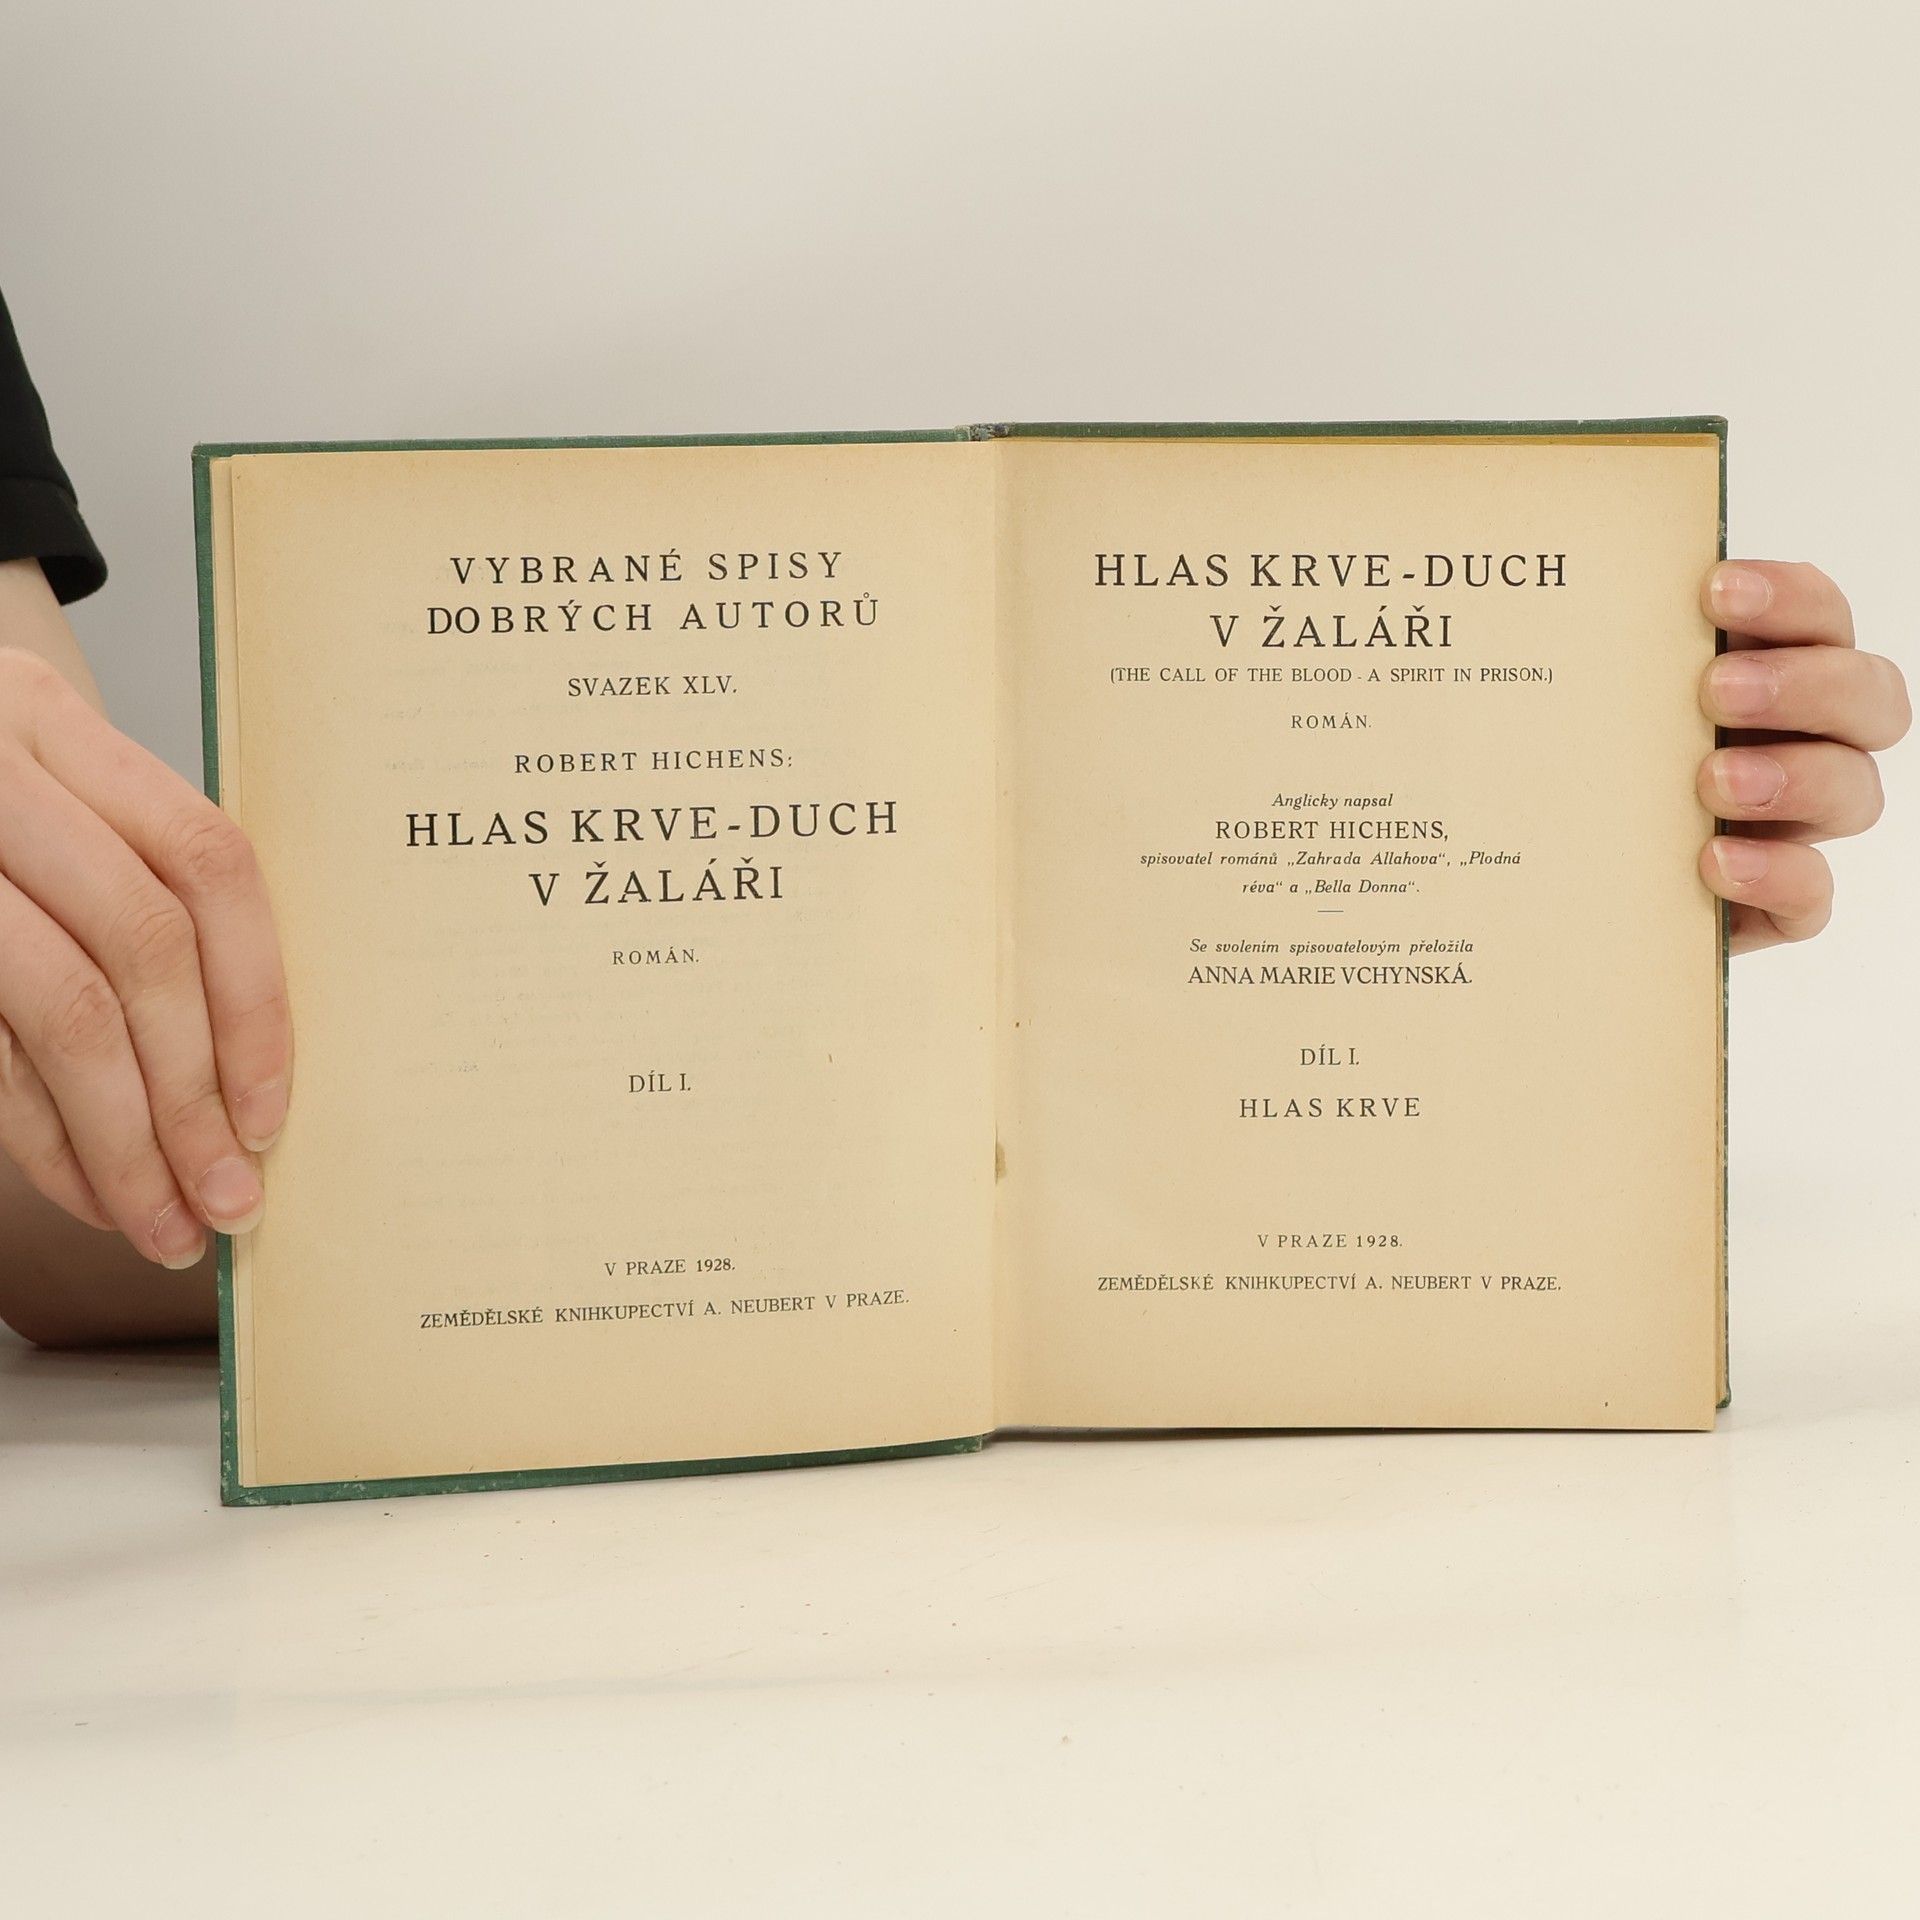 VYBRANÉ SPISY
DOBRÝCH AUTORŮ
SVAZEK XLV.
ROBERT HICHENS:
HLAS KRVE-DUCH
V ŽALÁŘI
ROMÁN.
DÍL I.
V PRAZE 1928.
ZEMĚDĚLSKÉ KNIHKUPECTVÍ A. NEUBERT V PRAZE.
HLAS KRVE-DUCH
V ŽALÁŘI
(THE CALL OF THE BLOOD - A SPIRIT IN PRISON.)
ROMÁN.
Anglicky napsal
ROBERT HICHENS,
spisovatel románů „Zahrada Allahova“, „Plodná
réva“ a „Bella Donna“.
Se svolením spisovatelovým přeložila
ANNA MARIE VCHYNSKÁ.
DÍL I.
HLAS KRVE
V PRAZE 1928.
ZEMĚDĚLSKÉ KNIHKUPECTVÍ A. NEUBERT V PRAZE.